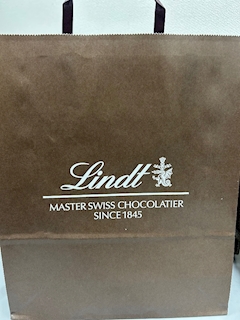 Lindt
MASTER SWISS CHOCOLATIER
SINCE 1845